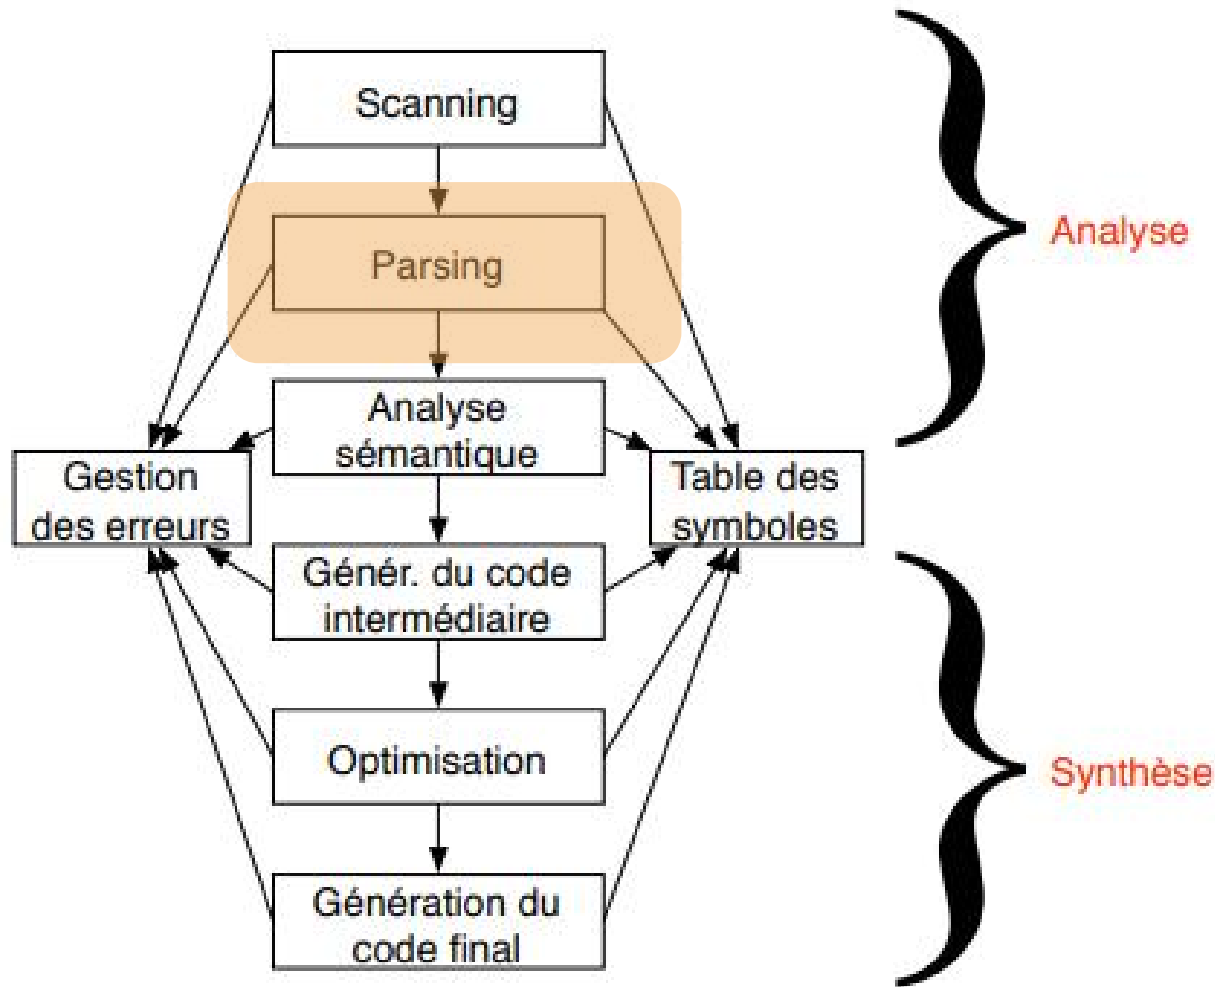 Scanning
Parsing
Analyse
Analyse
sémantique
Gestion
des erreurs
Table des
symboles
Génér. du code
intermédiaire
Optimisation
Synthèse
Génération du
code final